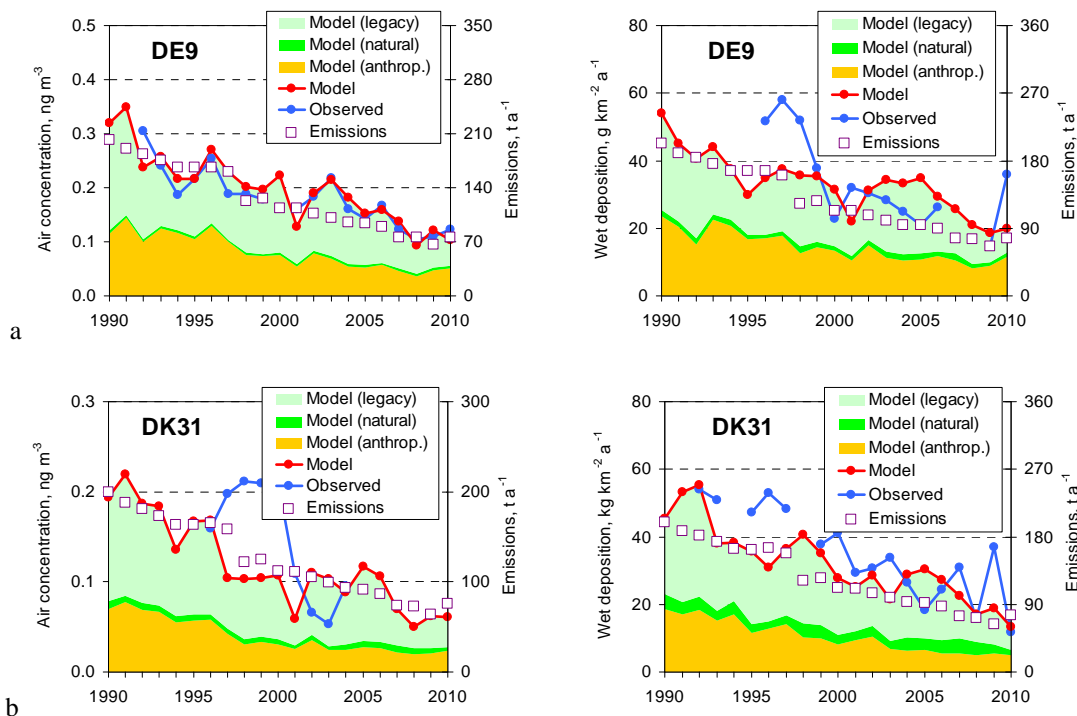 DE9
Model (legacy)
Model (natural)
Model (anthrop.)
Model
Observed
Emissions
Air concentration, ng m-3
0.5
0.4
0.3
0.2
0.1
0.0
350
280
210
140
70
0
Emissions, t a-1
1990 1995 2000 2005 2010
DE9
Model (legacy)
Model (natural)
Model (anthrop.)
Model
Observed
Emissions
Wet deposition, g km-2 a-1
80
60
40
20
0
360
270
180
90
0
Emissions, t a-1
1990 1995 2000 2005 2010
a
DK31
Model (legacy)
Model (natural)
Model (anthrop.)
Model
Observed
Emissions
Air concentration, ng m-3
0.3
0.2
0.1
0.0
300
200
100
0
Emissions, t a-1
1990 1995 2000 2005 2010
DK31
Model (legacy)
Model (natural)
Model (anthrop.)
Model
Observed
Emissions
Wet deposition, kg km-2 a-1
80
60
40
20
0
360
270
180
90
0
Emissions, t a-1
1990 1995 2000 2005 2010
b